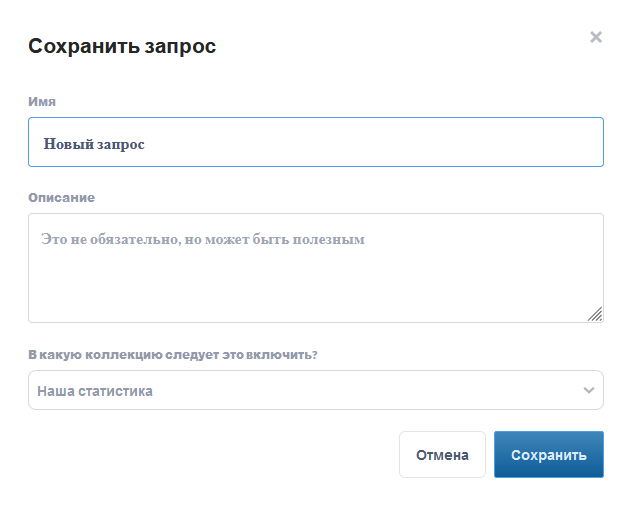 Сохранить запрос
Имя
Новый запрос
Описание
Это не обязательно, но может быть полезным
В какую коллекцию следует это включить?
Наша статистика
Отмена
Сохранить